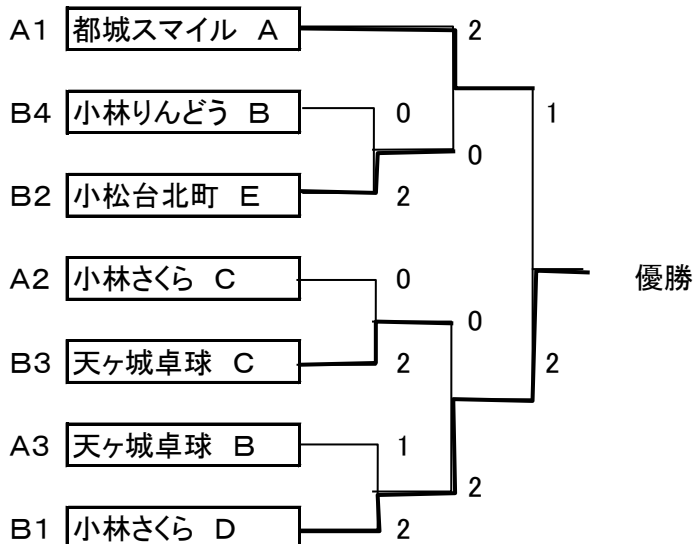 A1 都城スマイル A 2
B4 小林りんどう B 0 1
0
B2 小松台北町 E 2
A2 小林さくら C 0 優勝
0
B3 天ヶ城卓球 C 2 2
A3 天ヶ城卓球 B 1
2
B1 小林さくら D 2